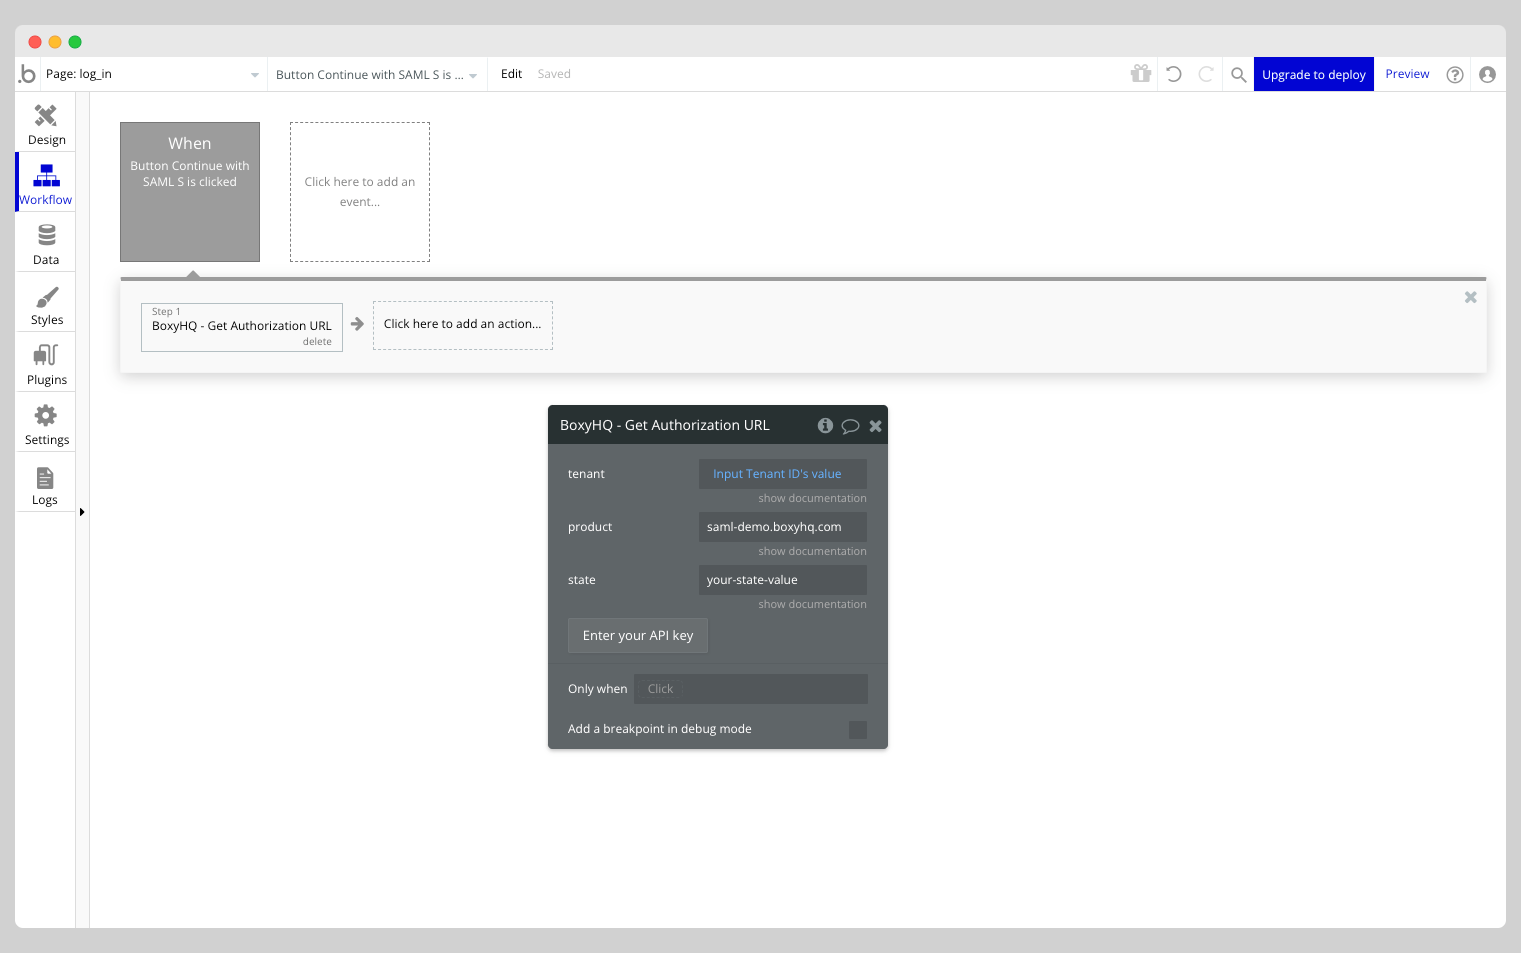 .b
Page: log_in
Button Continue with SAML S is ...
Edit
Saved
Upgrade to deploy
Preview
Design
Workflow
Data
Styles
Plugins
Settings
Logs
When
Button Continue with
SAML S is clicked
Click here to add an
event...
Step 1
BoxyHQ - Get Authorization URL
delete
Click here to add an action...
BoxyHQ - Get Authorization URL
tenant
Input Tenant ID's value
show documentation
product
saml-demo.boxyhq.com
show documentation
state
your-state-value
show documentation
Enter your API key
Only when
Click
Add a breakpoint in debug mode